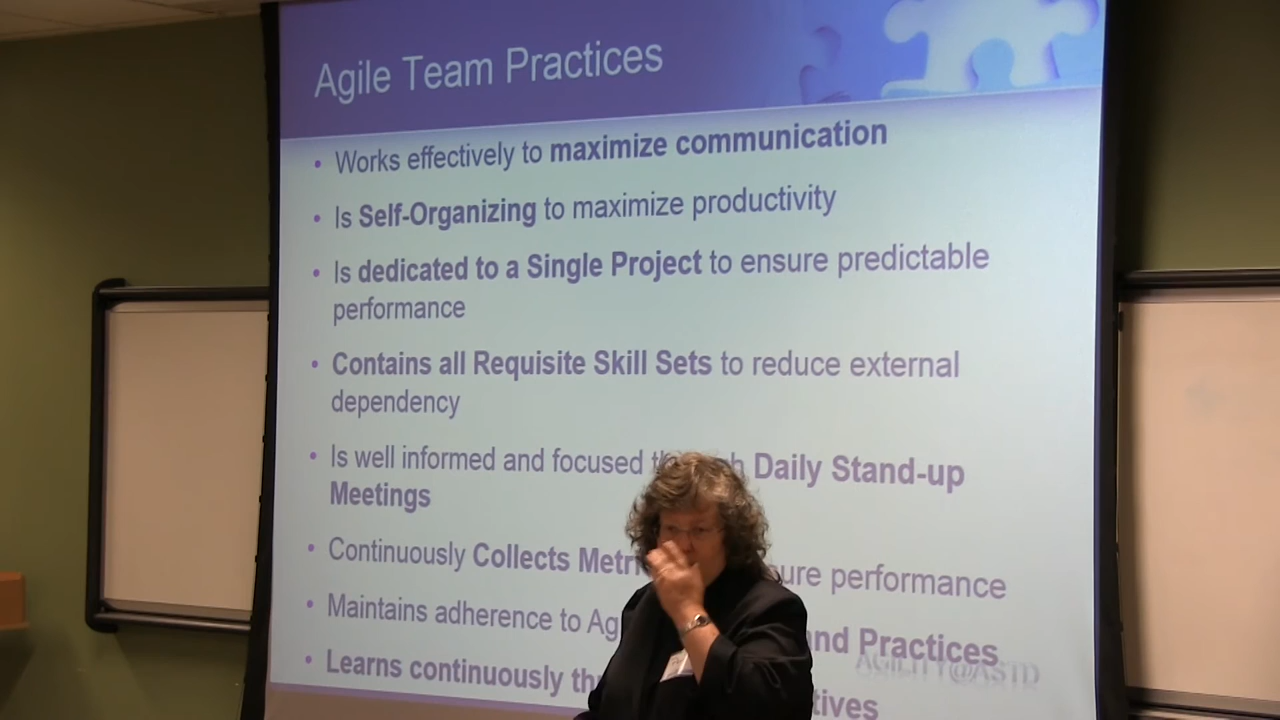 Agile Team Practices
• Works effectively to maximize communication
• Is Self-Organizing to maximize productivity
• Is dedicated to a Single Project to ensure predictable
performance
• Contains all Requisite Skill Sets to reduce external
dependency
• Is well informed and focused Daily Stand-up
Meetings
• Continuously Collects performance
• Maintains adherence to and Practices
• Learns continuously
AGILITY@ASTD